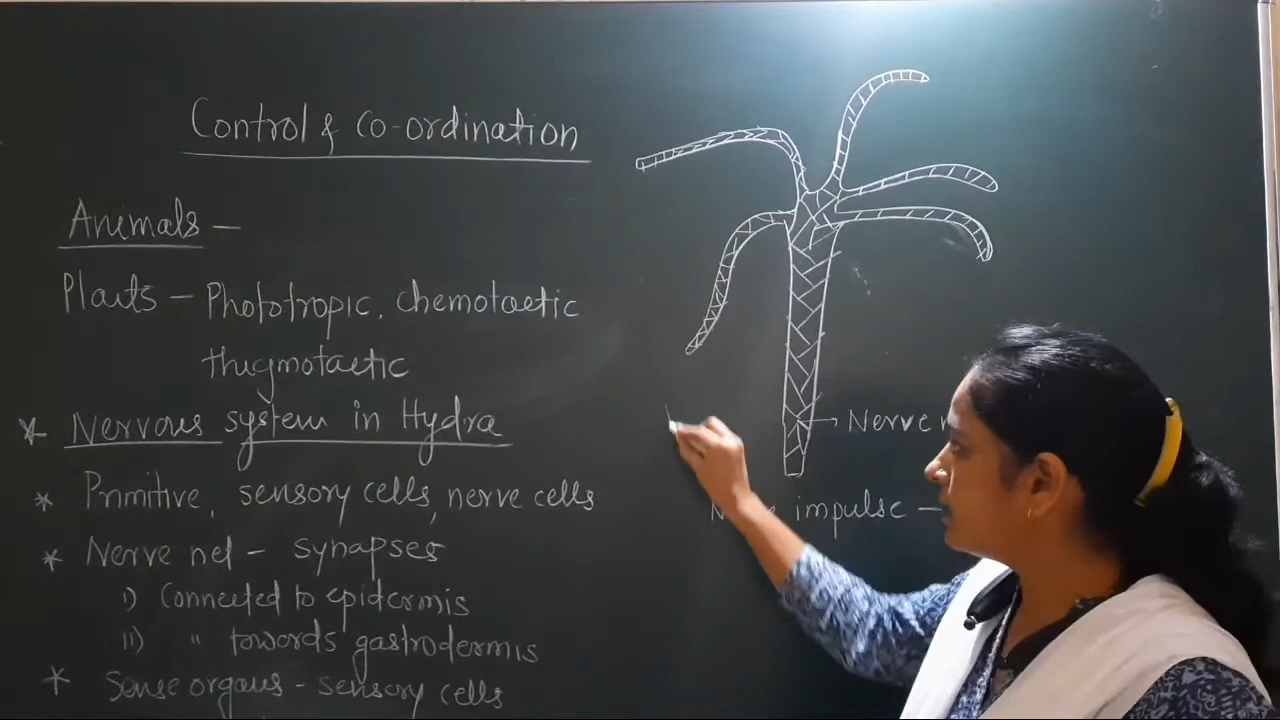 Control & Co-ordination
Animals -
Plants - Phototropic, chemotactic
thigmotactic
* Nervous system in Hydra
* Primitive, sensory cells, nerve cells
* Nerve net - synapses
i) Connected to epidermis
ii) " towards gastrodermis
* Sense organs - sensory cells
Nerve
impulse -